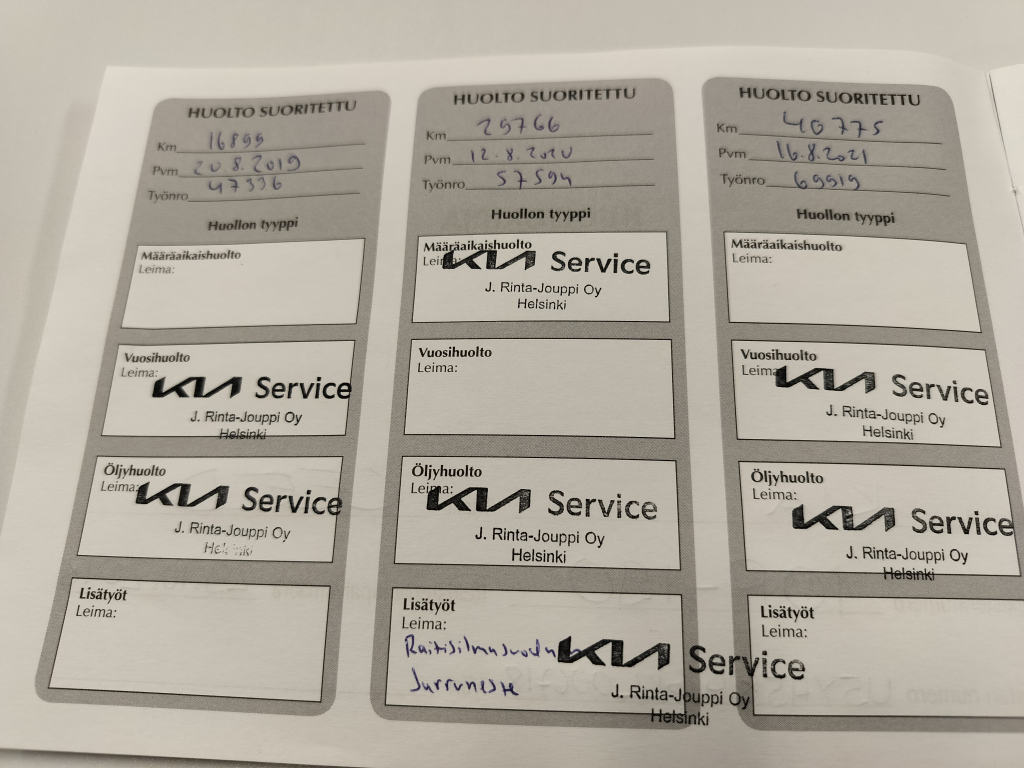 HUOLTO SUORITETTU
Km 16899
Pvm 20.8.2019
Työnro 47336
Huollon tyyppi
Määräaikaishuolto
Leima:
Vuosihuolto
Leima:
KIA Service
J. Rinta-Jouppi Oy
Helsinki
Öljyhuolto
Leima:
KIA Service
J. Rinta-Jouppi Oy
Helsinki
Lisätyöt
Leima:
HUOLTO SUORITETTU
Km 29766
Pvm 12.8.2020
Työnro 57594
Huollon tyyppi
Määräaikaishuolto
Leima:
KIA Service
J. Rinta-Jouppi Oy
Helsinki
Vuosihuolto
Leima:
Öljyhuolto
Leima:
KIA Service
J. Rinta-Jouppi Oy
Helsinki
Lisätyöt
Leima:
Jarruneste
KIA Service
J. Rinta-Jouppi Oy
Helsinki
HUOLTO SUORITETTU
Km 40775
Pvm 16.8.2021
Työnro 69919
Huollon tyyppi
Määräaikaishuolto
Leima:
Vuosihuolto
Leima:
KIA Service
J. Rinta-Jouppi Oy
Helsinki
Öljyhuolto
Leima:
KIA Service
J. Rinta-Jouppi Oy
Helsinki
Lisätyöt
Leima: